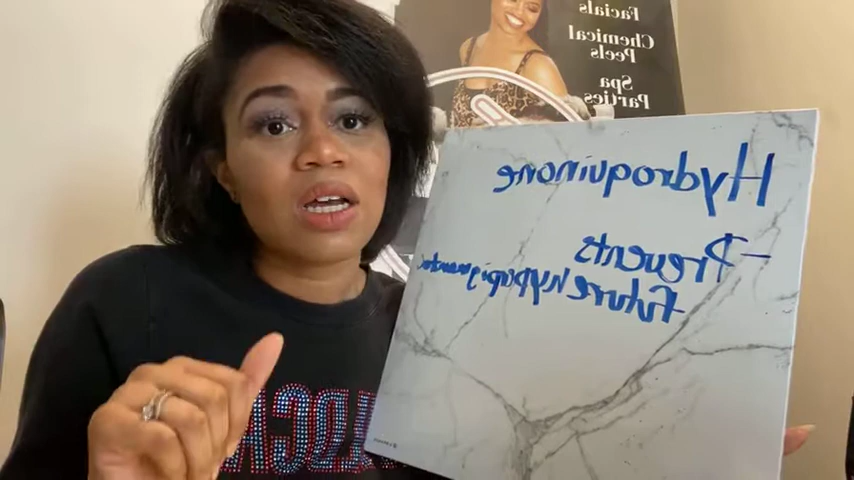 Facials
Chemical
Peels
Spa
Parties
Hydroquinone
- Prevents
future hyperpigmentation